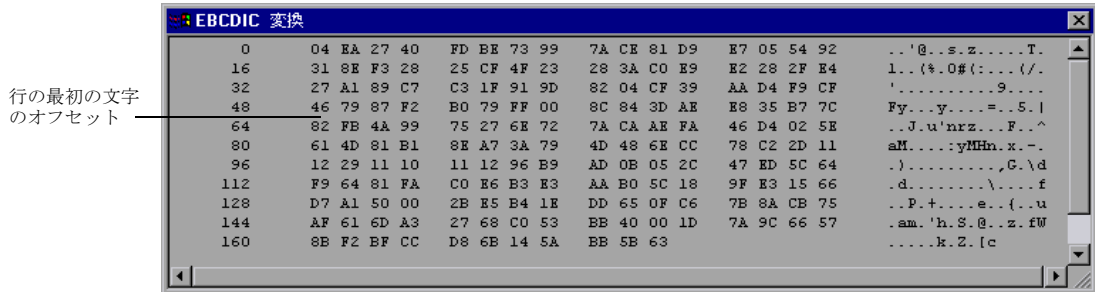 EBCDIC 変換
0 04 EA 27 40 FD BE 73 99 7A CE 81 D9 E7 05 54 92 ..'@..s.z.....T.
16 31 8E F3 28 25 CF 4F 23 28 3A C0 E9 E2 28 2F E4 1..(%.O#(:...(/.
32 27 A1 89 C7 C3 1F 91 9D 82 04 CF 39 AA D4 F9 CF '..........9....
48 46 79 87 F2 B0 79 FF 00 8C 84 3D AE E8 35 B7 7C Fy...y....=..5.|
64 82 FB 4A 99 75 27 6E 72 7A CA AE FA 46 D4 02 5E ..J.u'nrz...F..^
80 61 4D 81 B1 8E A7 3A 79 4D 48 6E CC 78 C2 2D 11 aM....:yMHn.x.-.
96 12 29 11 10 11 12 96 B9 AD 0B 05 2C 47 ED 5C 64 .).........,G.\d
112 F9 64 81 FA C0 E6 B3 E3 AA B0 5C 18 9F E3 15 66 .d........\....f
128 D7 A1 50 00 2B E5 B4 1E DD 65 0F C6 7B 8A CB 75 ..P.+....e..{..u
144 AF 61 6D A3 27 68 C0 53 BB 40 00 1D 7A 9C 66 57 .am.'h.S.@..z.fW
160 8B F2 BF CC D8 6B 14 5A BB 5B 63 .....k.Z.[c
行の最初の文字
のオフセット